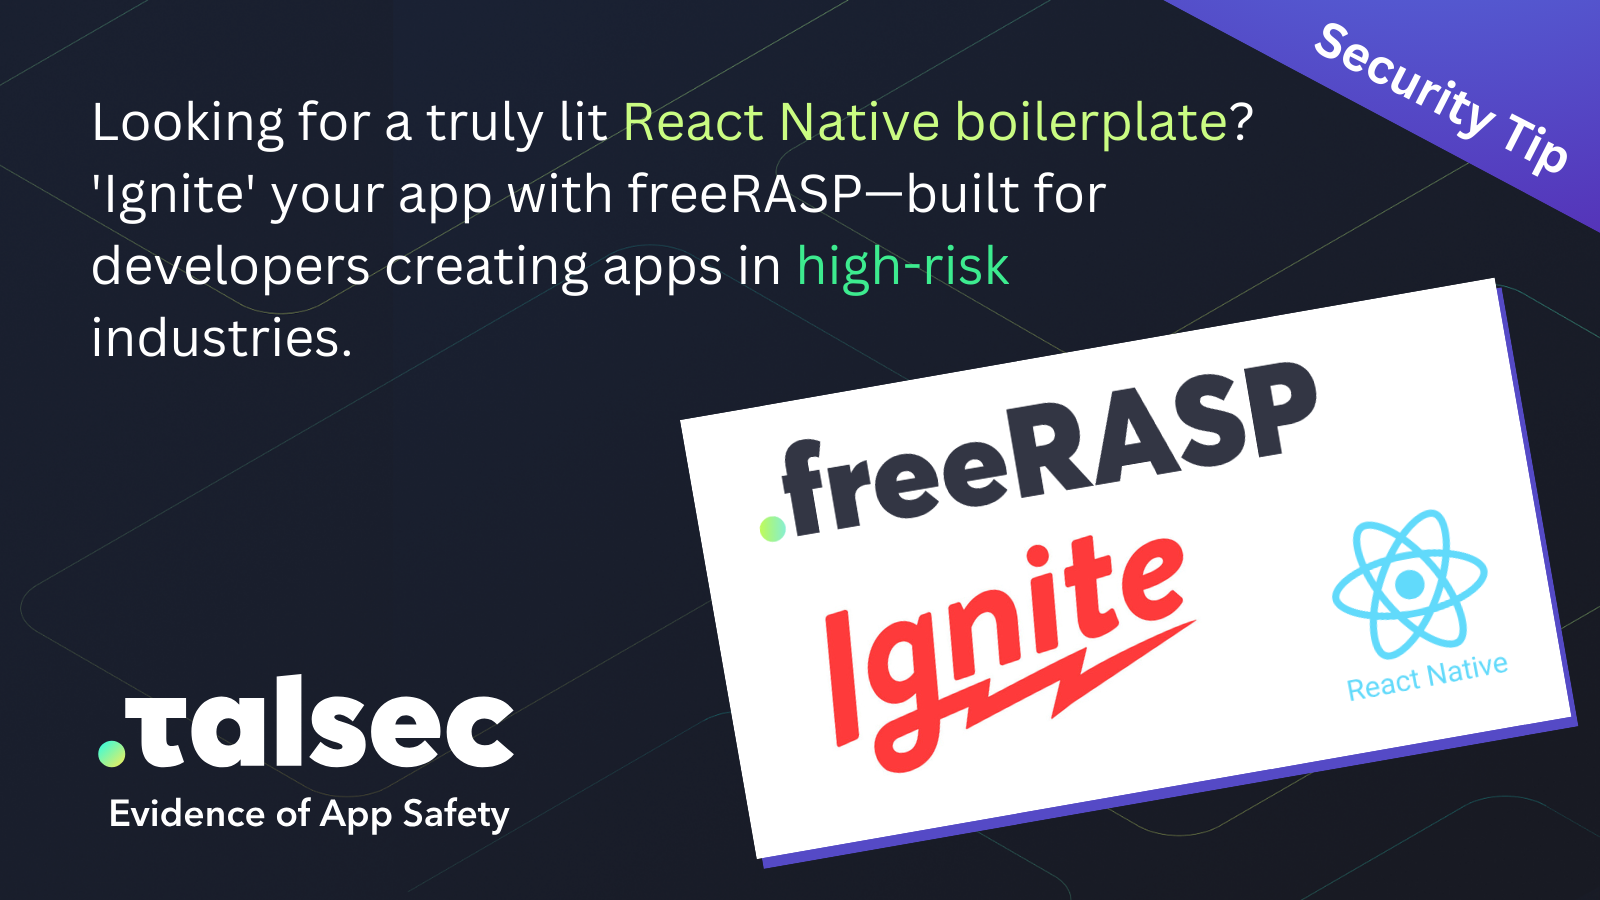 Security Tip
Looking for a truly lit React Native boilerplate?
'Ignite' your app with freeRASP—built for
developers creating apps in high-risk
industries.
.freeRASP
Ignite
React Native
.talsec
Evidence of App Safety